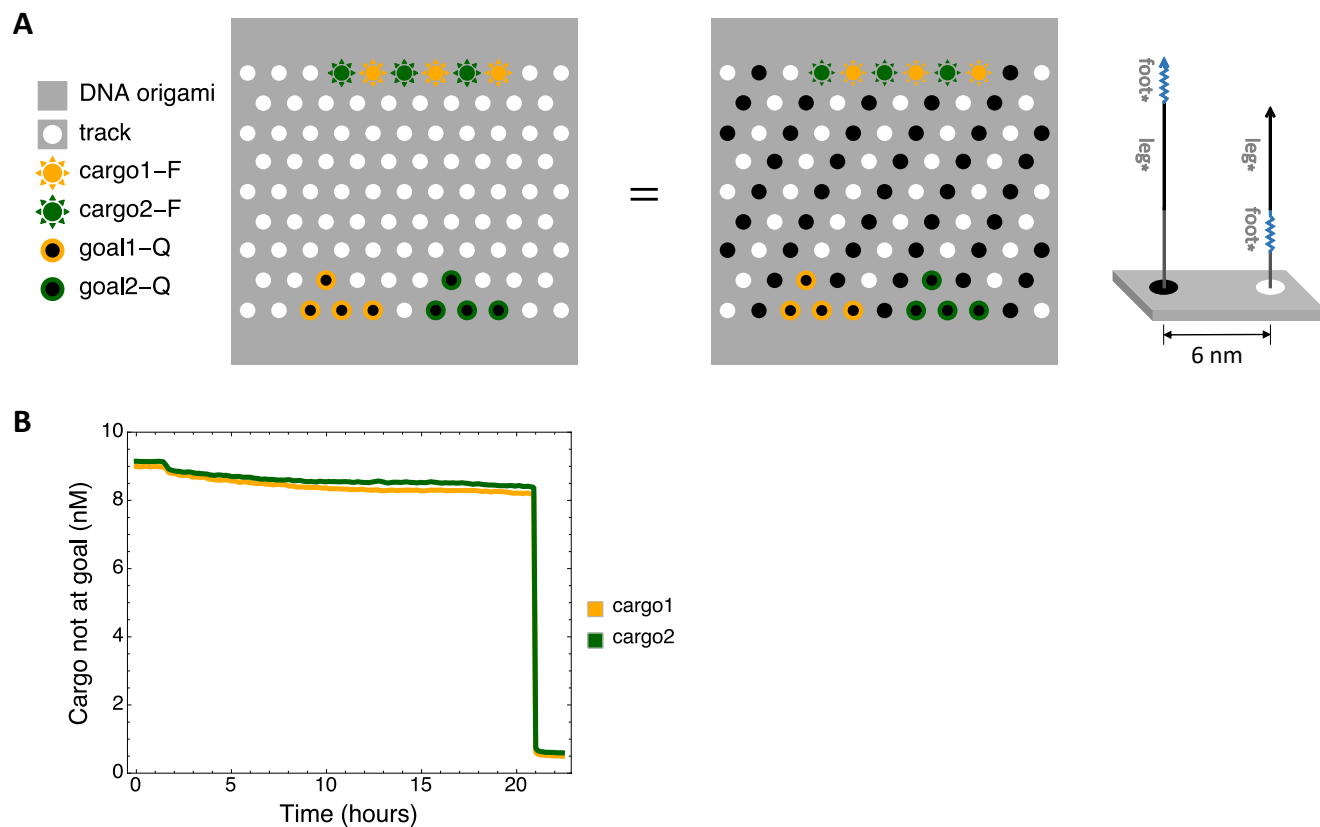 A
DNA origami
track
cargo1–F
cargo2–F
goal1–Q
goal2–Q
=
foot*
leg*
leg*
foot*
6 nm
B
Cargo not at goal (nM)
10
8
6
4
2
0
0 5 10 15 20
Time (hours)
cargo1
cargo2